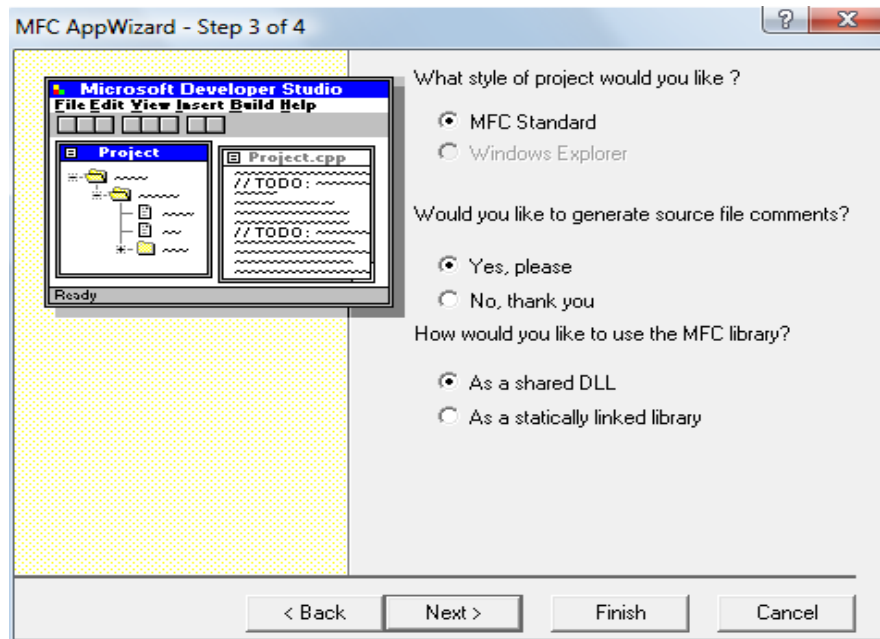 MFC AppWizard - Step 3 of 4
?
X
Microsoft Developer Studio
File Edit View Insert Build Help
Project
Project.cpp
//TODO:
//TODO:
Ready
What style of project would you like ?
MFC Standard
Windows Explorer
Would you like to generate source file comments?
Yes, please
No, thank you
How would you like to use the MFC library?
As a shared DLL
As a statically linked library
< Back
Next >
Finish
Cancel